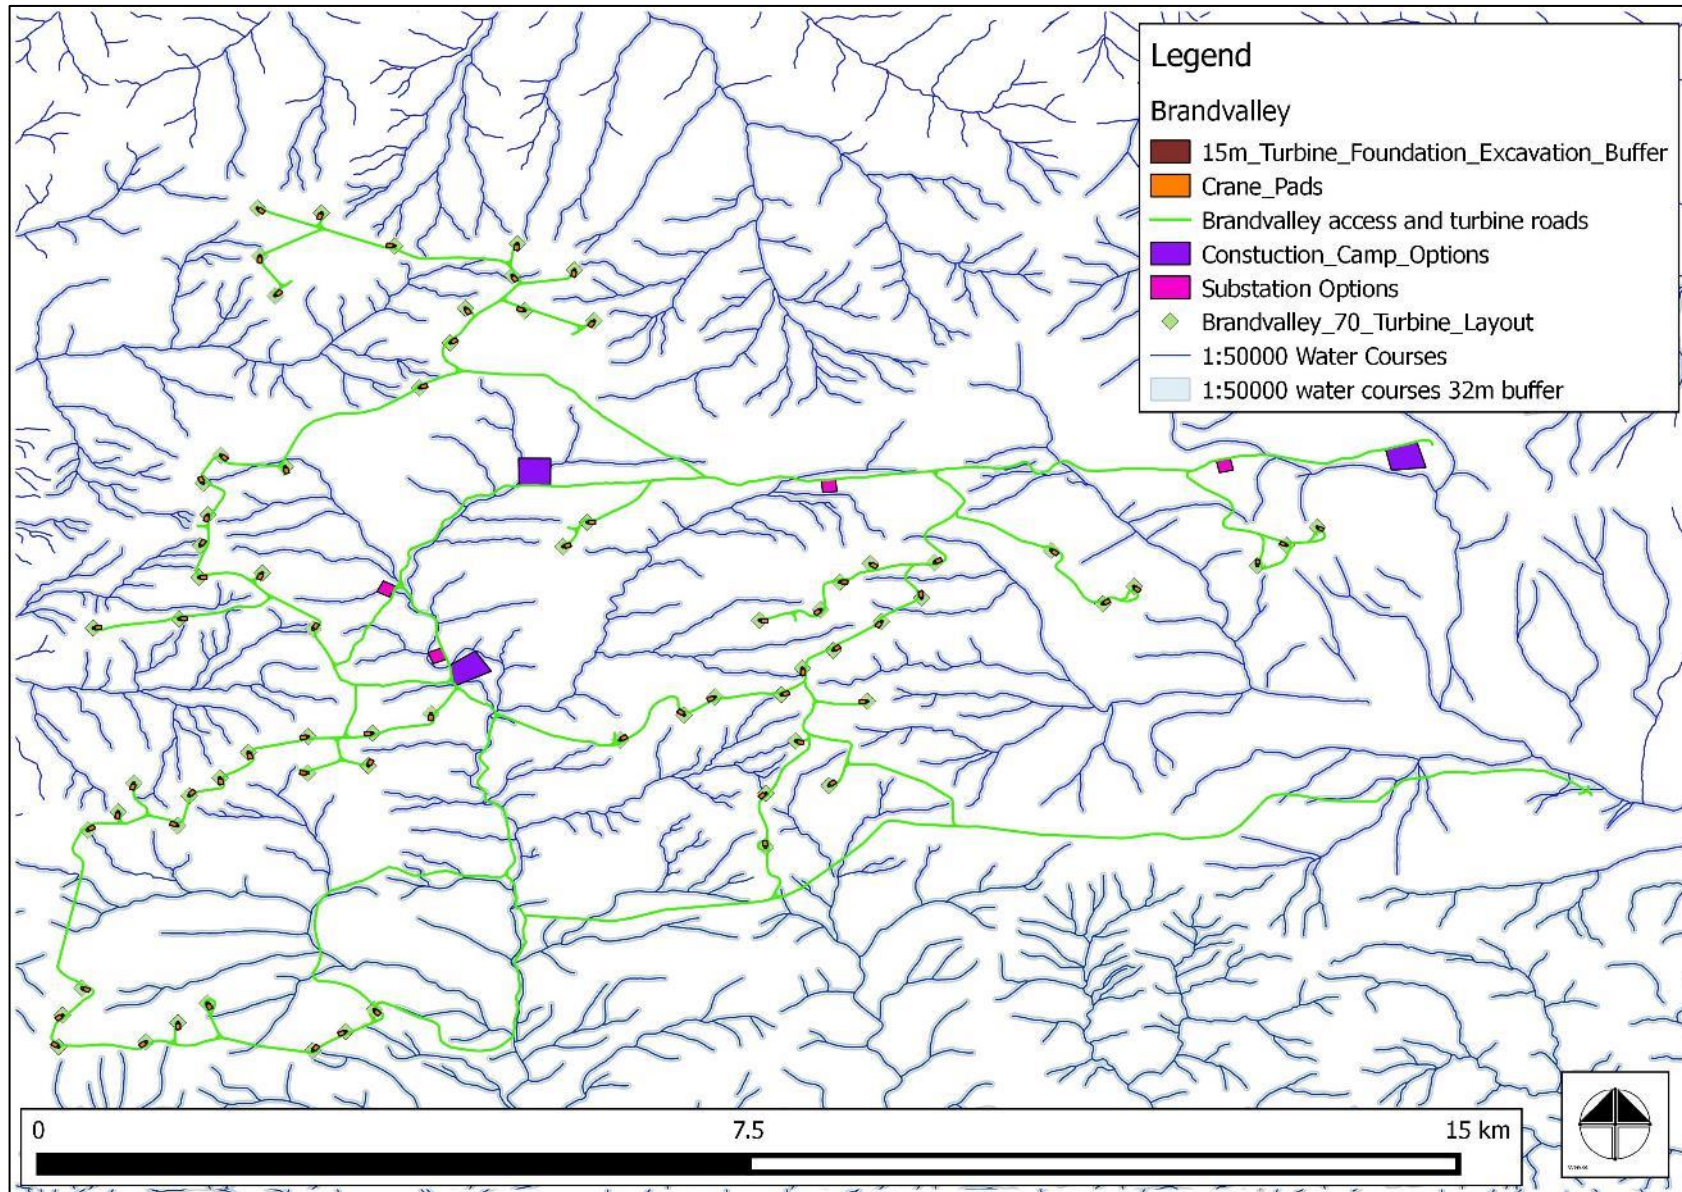 Legend
Brandvalley
15m_Turbine_Foundation_Excavation_Buffer
Crane_Pads
Brandvalley access and turbine roads
Constuction_Camp_Options
Substation Options
Brandvalley_70_Turbine_Layout
1:50000 Water Courses
1:50000 water courses 32m buffer
0 7.5 15 km